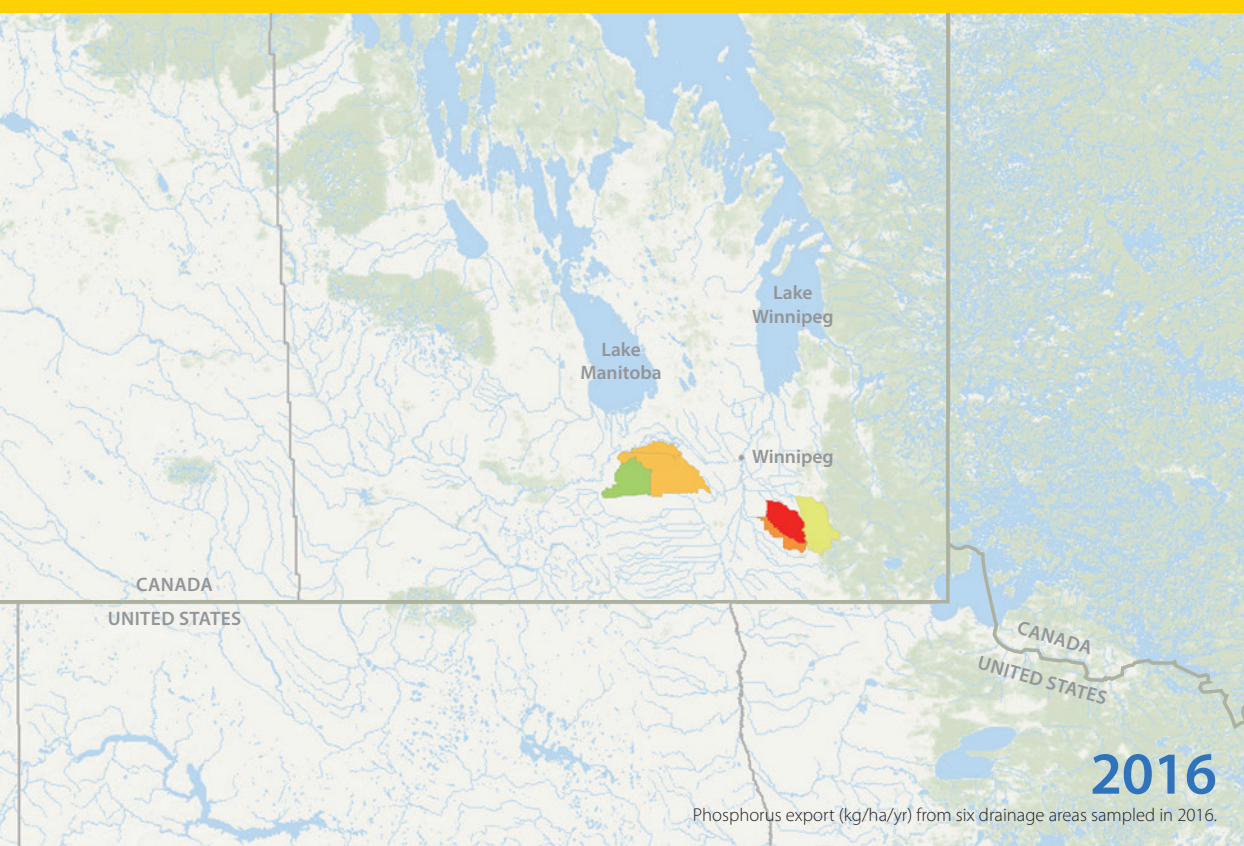 Lake
Winnipeg
Lake
Manitoba
Winnipeg
CANADA
UNITED STATES
CANADA
UNITED STATES
2016
Phosphorus export (kg/ha/yr) from six drainage areas sampled in 2016.